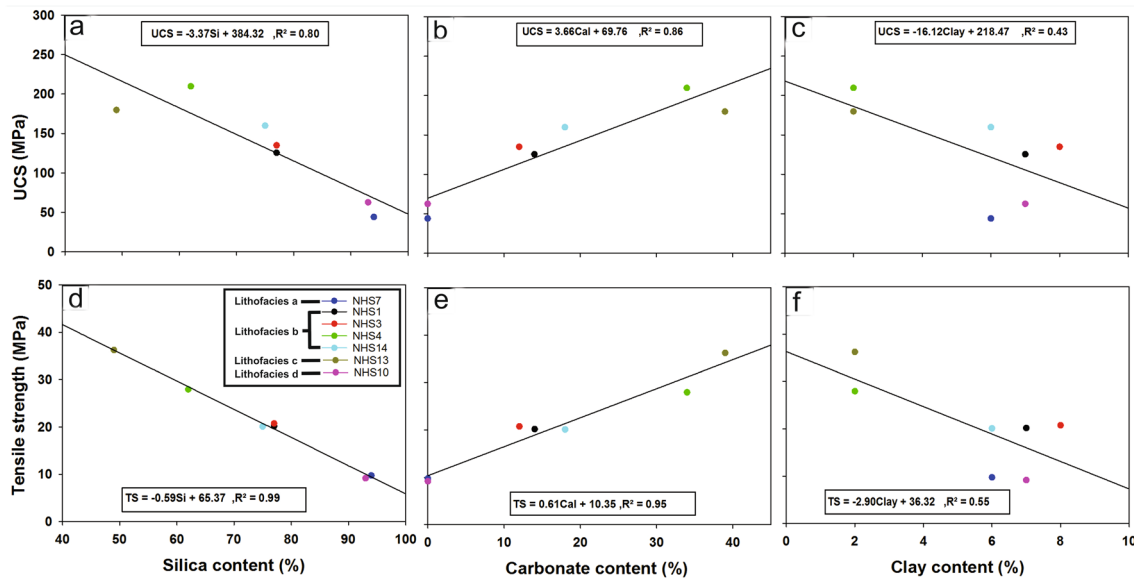 a
UCS = -3.37Si + 384.32 ,R² = 0.80
b
UCS = 3.66Cal + 69.76 ,R² = 0.86
c
UCS = -16.12Clay + 218.47 ,R² = 0.43
300
250
200
150
100
50
0
UCS (MPa)
d
Lithofacies a NHS7
NHS1
Lithofacies b NHS3
NHS4
NHS14
Lithofacies c NHS13
Lithofacies d NHS10
TS = -0.59Si + 65.37 ,R² = 0.99
e
TS = 0.61Cal + 10.35 ,R² = 0.95
f
TS = -2.90Clay + 36.32 ,R² = 0.55
50
40
30
20
10
0
Tensile strength (MPa)
40 50 60 70 80 90 100
Silica content (%)
0 10 20 30 40
Carbonate content (%)
0 2 4 6 8 10
Clay content (%)